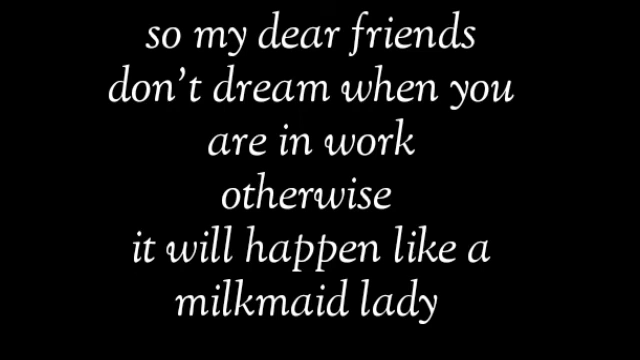 so my dear friends
don't dream when you
are in work
otherwise
it will happen like a
milkmaid lady